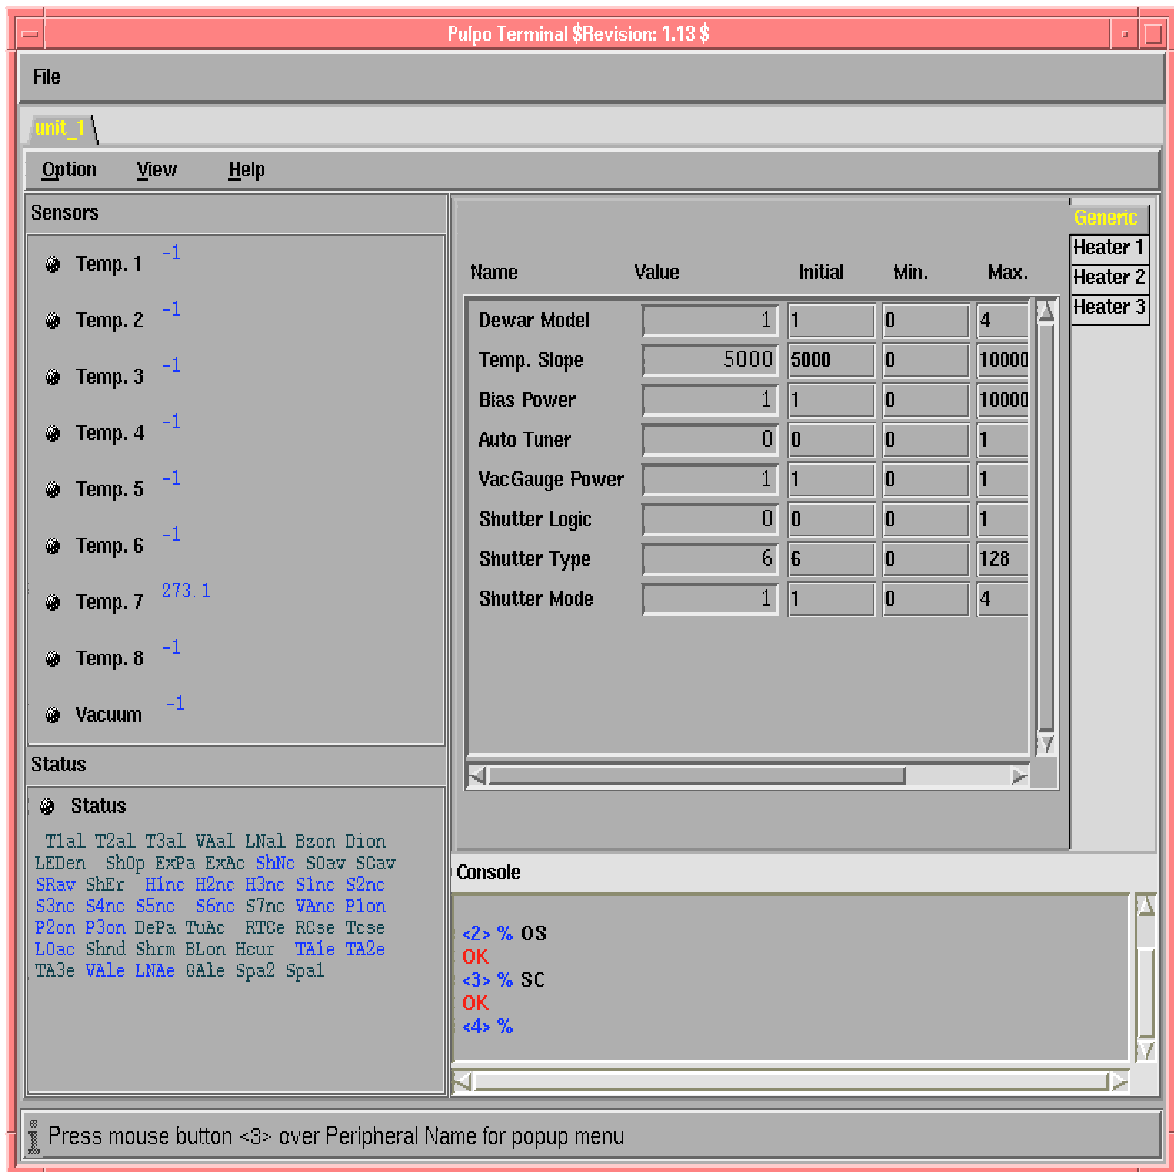 Pulpo Terminal $Revision: 1.13 $
File
unit_1
Option View Help
Sensors
Temp. 1 -1
Temp. 2 -1
Temp. 3 -1
Temp. 4 -1
Temp. 5 -1
Temp. 6 -1
Temp. 7 273.1
Temp. 8 -1
Vacuum -1
Status
Status
T1al T2al T3al VAal LNal Bzon Dion
LEDen ShOp ExPa ExAc ShNc SOav SCav
SRav ShEr H1nc H2nc H3nc S1nc S2nc
S3nc S4nc S5nc S6nc S7nc VAnc P1on
P2on P3on DePa TuAc RTCe RCse Tcse
LOac Shnd Shrm BLon Hcur TA1e TA2e
TA3e VAle LNAe GAle Spa2 Spa1
Generic
Heater 1
Heater 2
Heater 3
Name Value Initial Min. Max.
Dewar Model 1 1 0 4
Temp. Slope 5000 5000 0 10000
Bias Power 1 1 0 10000
Auto Tuner 0 0 0 1
VacGauge Power 1 1 0 1
Shutter Logic 0 0 0 1
Shutter Type 6 6 0 128
Shutter Mode 1 1 0 4
Console
<2> % OS
OK
<3> % SC
OK
<4> %
Press mouse button <3> over Peripheral Name for popup menu